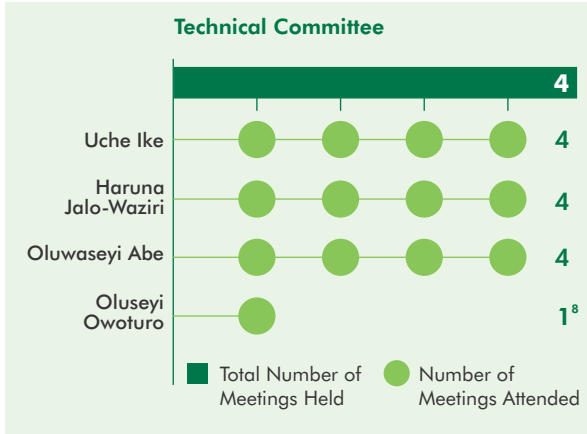 Technical Committee
4
Uche Ike 4
Haruna
Jalo-Waziri 4
Oluwaseyi Abe 4
Oluseyi
Owoturo 1⁸
Total Number of
Meetings Held
Number of
Meetings Attended